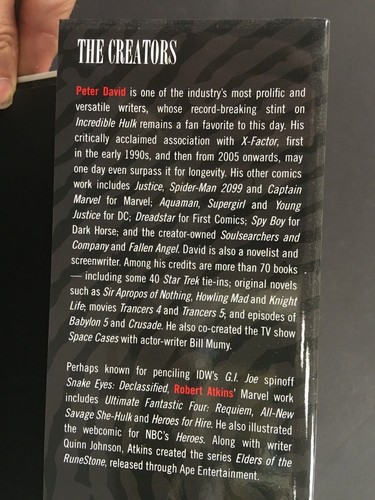 THE CREATORS
Peter David is one of the industry's most prolific and
versatile writers, whose record-breaking stint on
Incredible Hulk remains a fan favorite to this day. His
critically acclaimed association with X-Factor, first
in the early 1990s, and then from 2005 onwards, may
one day even surpass it for longevity. His other comics
work includes Justice, Spider-Man 2099 and Captain
Marvel for Marvel; Aquaman, Supergirl and Young
Justice for DC; Dreadstar for First Comics; Spy Boy for
Dark Horse; and the creator-owned Soulsearchers and
Company and Fallen Angel. David is also a novelist and
screenwriter. Among his credits are more than 70 books
— including some 40 Star Trek tie-ins; original novels
such as Sir Apropos of Nothing, Howling Mad and Knight
Life; movies Trancers 4 and Trancers 5; and episodes of
Babylon 5 and Crusade. He also co-created the TV show
Space Cases with actor-writer Bill Mumy.
Perhaps known for penciling IDW's G.I. Joe spinoff
Snake Eyes: Declassified, Robert Atkins' Marvel work
includes Ultimate Fantastic Four: Requiem, All-New
Savage She-Hulk and Heroes for Hire. He also illustrated
the webcomic for NBC's Heroes. Along with writer
Quinn Johnson, Atkins created the series Elders of the
RuneStone, released through Ape Entertainment.